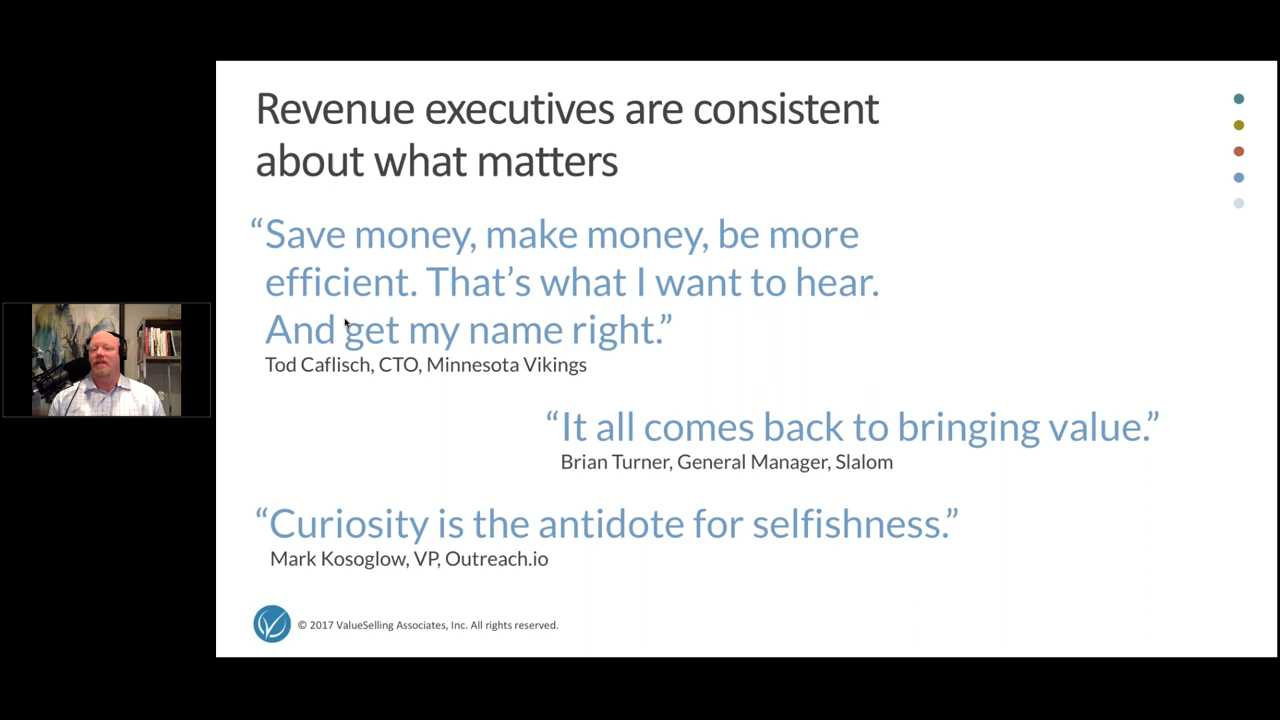 Revenue executives are consistent
about what matters
“Save money, make money, be more
efficient. That’s what I want to hear.
And get my name right.”
Tod Caflisch, CTO, Minnesota Vikings
“It all comes back to bringing value.”
Brian Turner, General Manager, Slalom
“Curiosity is the antidote for selfishness.”
Mark Kosoglow, VP, Outreach.io
© 2017 ValueSelling Associates, Inc. All rights reserved.